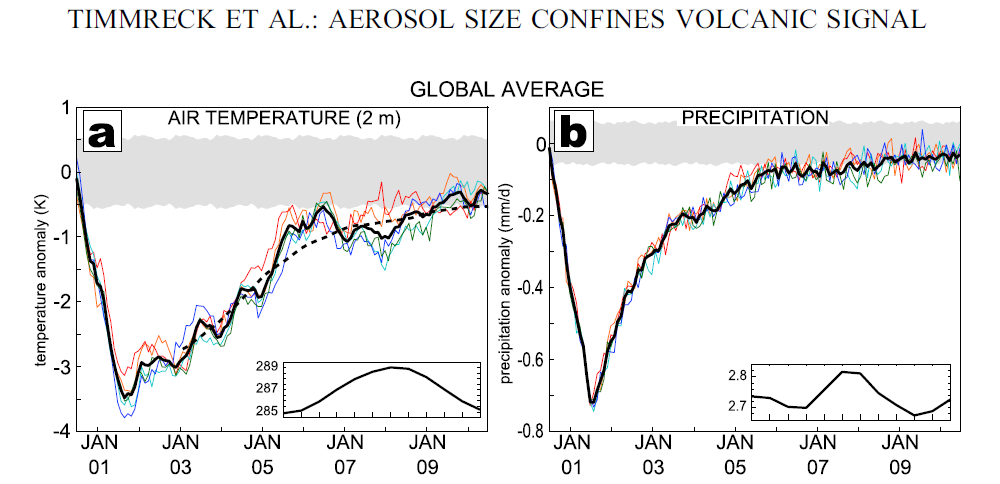 TIMMRECK ET AL.: AEROSOL SIZE CONFINES VOLCANIC SIGNAL
GLOBAL AVERAGE
a
AIR TEMPERATURE (2 m)
temperature anomaly (K)
1
0
-1
-2
-3
-4
289
287
285
JAN JAN JAN JAN JAN
01 03 05 07 09
b
PRECIPITATION
precipitation anomaly (mm/d)
0
-0.2
-0.4
-0.6
-0.8
2.8
2.7
JAN JAN JAN JAN JAN
01 03 05 07 09